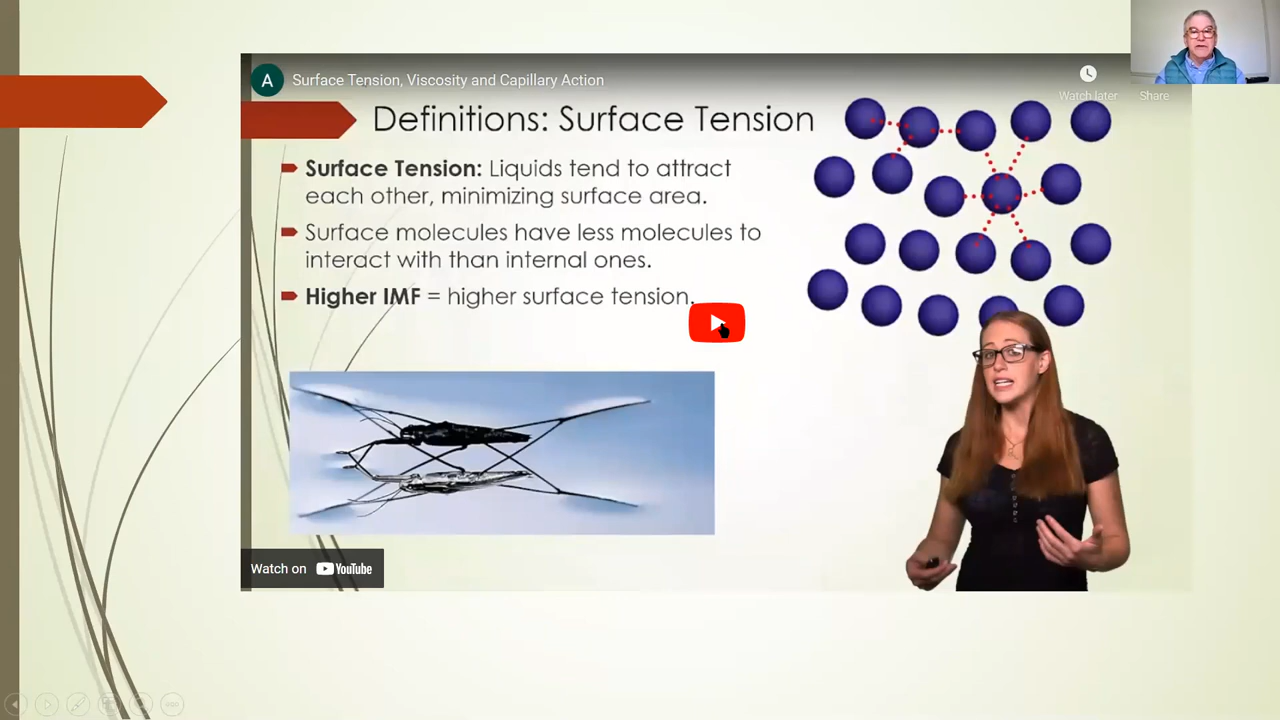 A Surface Tension, Viscosity and Capillary Action
Watch later
Share
Definitions: Surface Tension
Surface Tension: Liquids tend to attract
each other, minimizing surface area.
Surface molecules have less molecules to
interact with than internal ones.
Higher IMF = higher surface tension.
Watch on YouTube